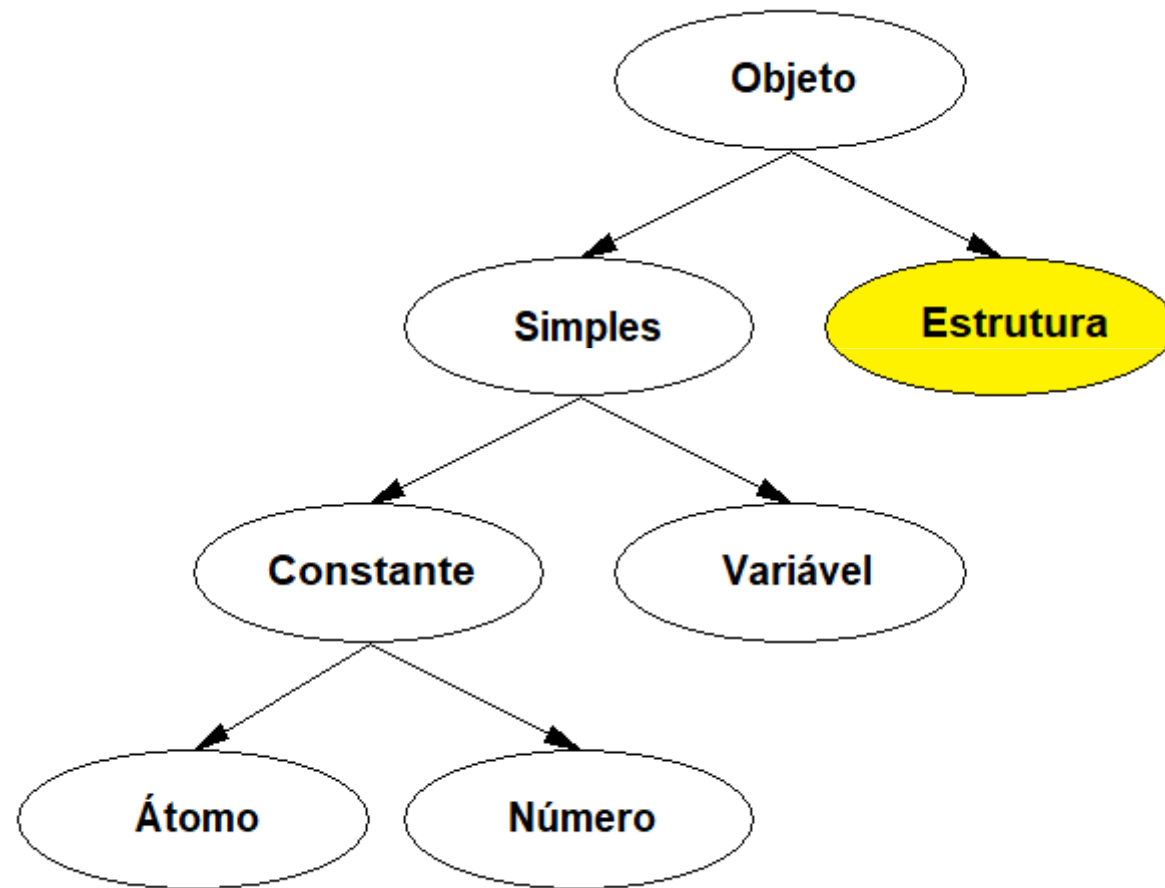 Objeto
Simples
Estrutura
Constante
Variável
Átomo
Número